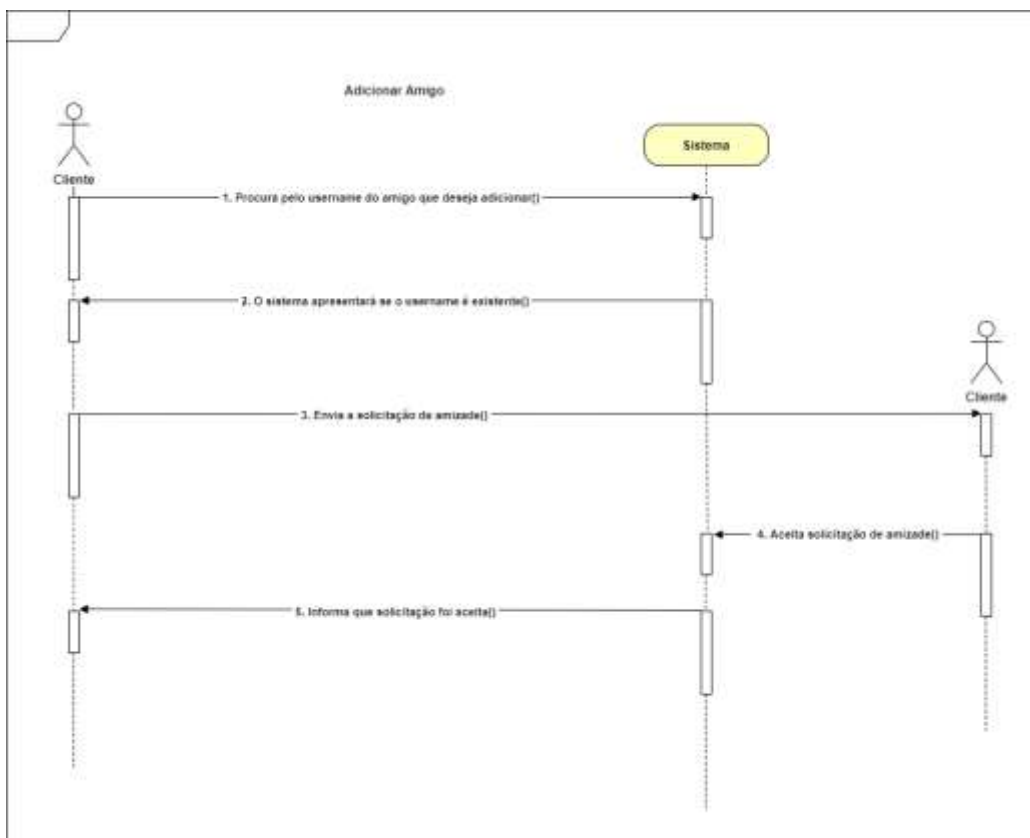 Adicionar Amigo
Sistema
Cliente
1. Procura pelo username do amigo que deseja adicionar()
2. O sistema apresentará se o username é existente()
Cliente
3. Envia a solicitação de amizade()
4. Aceita solicitação de amizade()
5. Informa que solicitação foi aceita()